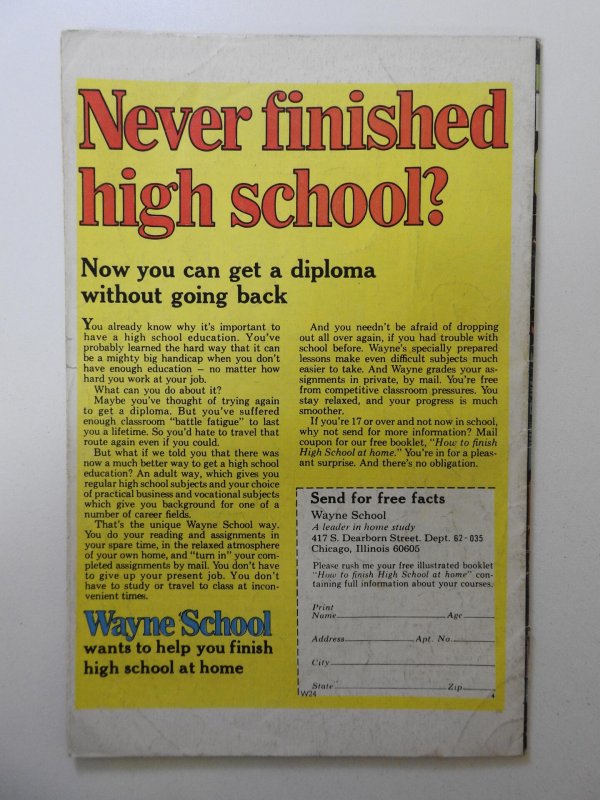 Never finished
high school?
Now you can get a diploma
without going back
You already know why it's important to
have a high school education. You've
probably learned the hard way that it can
be a mighty big handicap when you don't
have enough education — no matter how
hard you work at your job.
What can you do about it?
Maybe you've thought of trying again
to get a diploma. But you've suffered
enough classroom "battle fatigue" to last
you a lifetime. So you'd hate to travel that
route again even if you could.
But what if we told you that there was
now a much better way to get a high school
education? An adult way, which gives you
regular high school subjects and your choice
of practical business and vocational subjects
which give you background for one of a
number of career fields.
That's the unique Wayne School way.
You do your reading and assignments in
your spare time, in the relaxed atmosphere
of your own home, and "turn in" your com-
pleted assignments by mail. You don't have
to give up your present job. You don't
have to study or travel to class at incon-
venient times.
Wayne School
wants to help you finish
high school at home
And you needn't be afraid of dropping
out all over again, if you had trouble with
school before. Wayne's specially prepared
lessons make even difficult subjects much
easier to take. And Wayne grades your as-
signments in private, by mail. You're free
from competitive classroom pressures. You
stay relaxed, and your progress is much
smoother.
If you're 17 or over and not now in school,
why not send for more information? Mail
coupon for our free booklet, "How to finish
High School at home." You're in for a pleas-
ant surprise. And there's no obligation.
Send for free facts
Wayne School
A leader in home study
417 S. Dearborn Street. Dept. 62-035
Chicago, Illinois 60605
Please rush me your free illustrated booklet
"How to finish High School at home" con-
taining full information about your courses.
Print
Name Age
Address Apt. No.
City
State Zip
W24 4